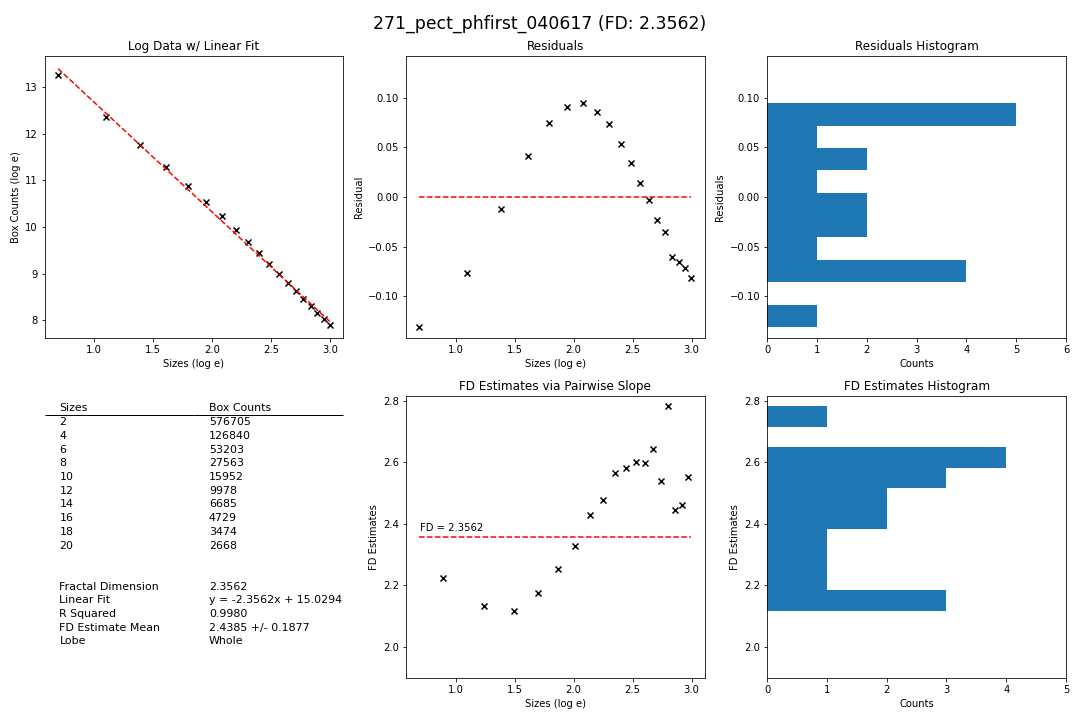 271_pect_phfirst_040617 (FD: 2.3562)
Log Data w/ Linear Fit
13
12
11
10
9
8
Box Counts (log e)
1.0 1.5 2.0 2.5 3.0
Sizes (log e)
Residuals
0.10
0.05
0.00
−0.05
−0.10
Residual
1.0 1.5 2.0 2.5 3.0
Sizes (log e)
Residuals Histogram
0.10
0.05
0.00
−0.05
−0.10
Residuals
0 1 2 3 4 5 6
Counts
Sizes Box Counts
2 576705
4 126840
6 53203
8 27563
10 15952
12 9978
14 6685
16 4729
18 3474
20 2668
Fractal Dimension 2.3562
Linear Fit y = -2.3562x + 15.0294
R Squared 0.9980
FD Estimate Mean 2.4385 +/- 0.1877
Lobe Whole
FD Estimates via Pairwise Slope
2.8
2.6
2.4
2.2
2.0
FD Estimates
FD = 2.3562
1.0 1.5 2.0 2.5 3.0
Sizes (log e)
FD Estimates Histogram
2.8
2.6
2.4
2.2
2.0
FD Estimates
0 1 2 3 4 5
Counts